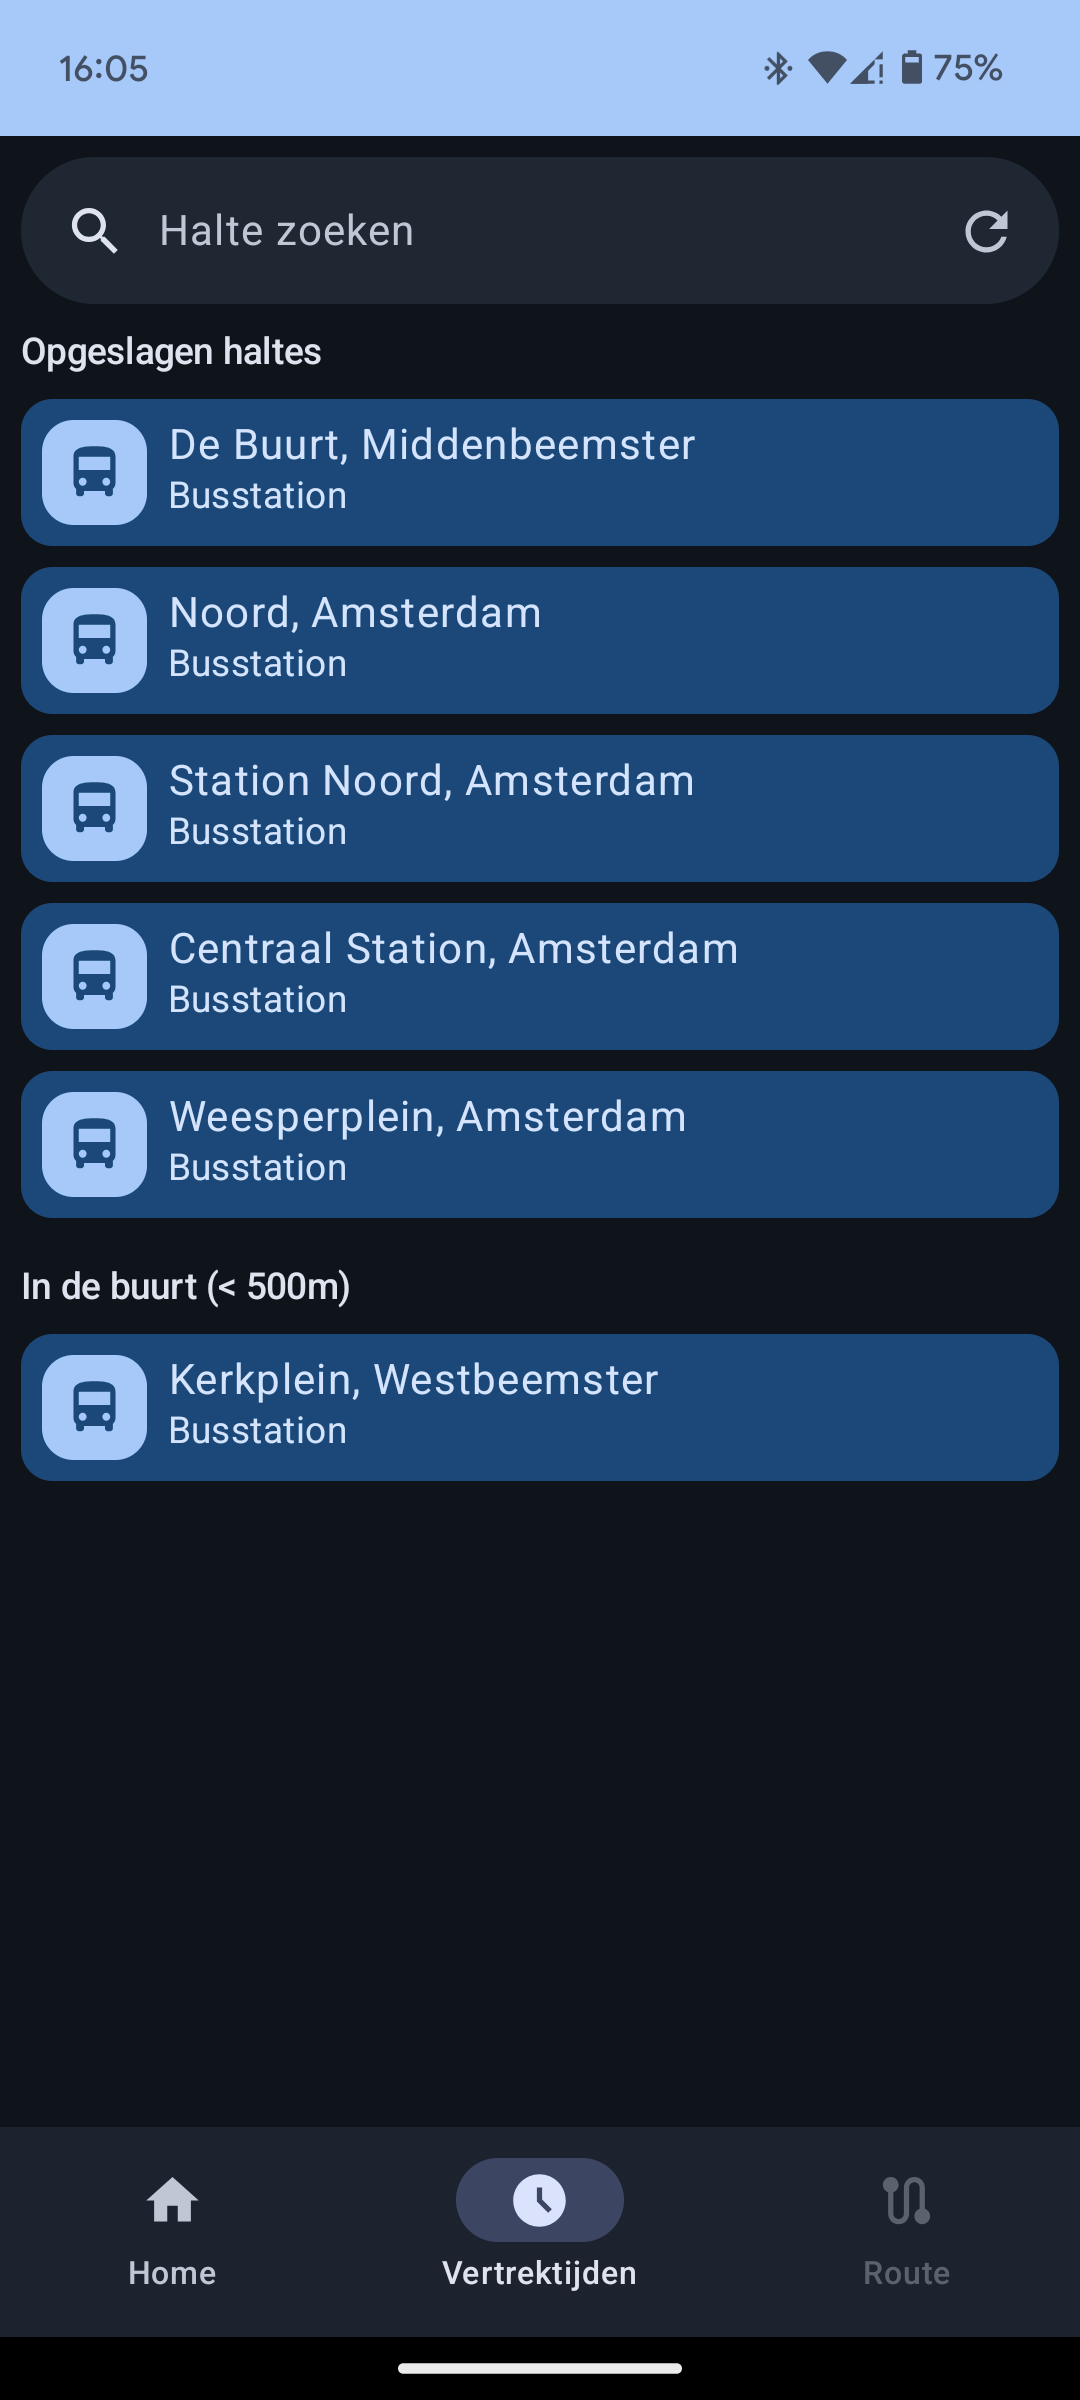 16:05
75%
Halte zoeken
Opgeslagen haltes
De Buurt, Middenbeemster
Busstation
Noord, Amsterdam
Busstation
Station Noord, Amsterdam
Busstation
Centraal Station, Amsterdam
Busstation
Weesperplein, Amsterdam
Busstation
In de buurt (< 500m)
Kerkplein, Westbeemster
Busstation
Home
Vertrektijden
Route